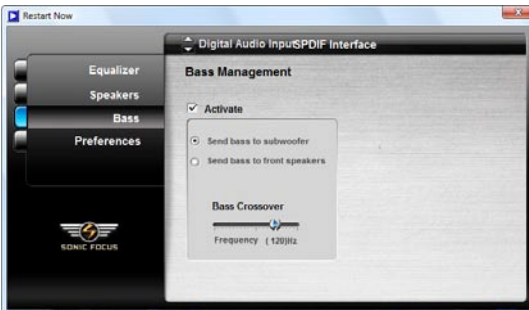 Restart Now
Digital Audio InputSPDIF Interface
Equalizer
Speakers
Bass
Preferences
Bass Management
Activate
Send bass to subwoofer
Send bass to front speakers
Bass Crossover
Frequency ( 120)Hz
SONIC FOCUS